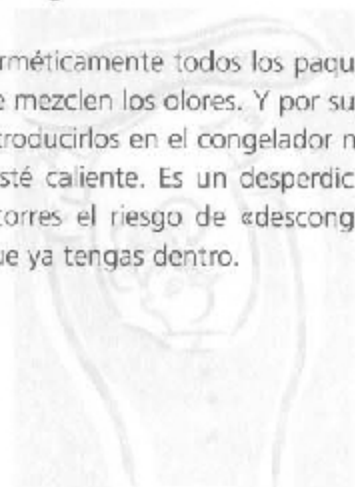 rméticamente todos los paqu
e mezclen los olores. Y por su
troducirlos en el congelador n
sté caliente. Es un desperdic
orres el riesgo de «descong
ue ya tengas dentro.